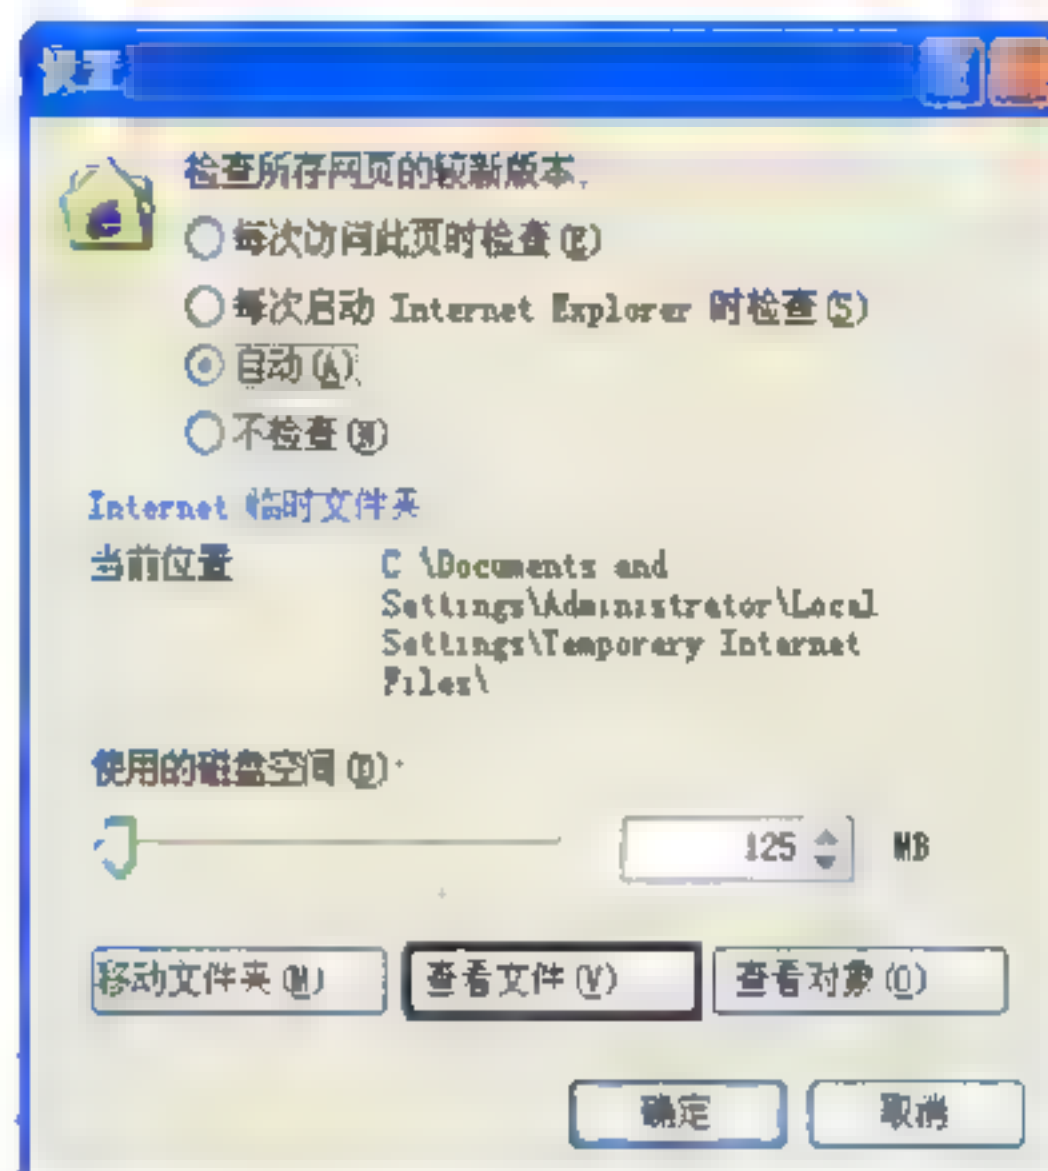 设置
检查所存网页的较新版本.
每次访问此页时检查(E)
每次启动 Internet Explorer 时检查(S)
自动(A)
不检查(N)
Internet 临时文件夹
当前位置
C \Documents and
Settings\Administrator\Local
Settings\Temporary Internet
Files\
使用的磁盘空间(D):
125 MB
移动文件夹(M) 查看文件(V) 查看对象(O)
确定 取消